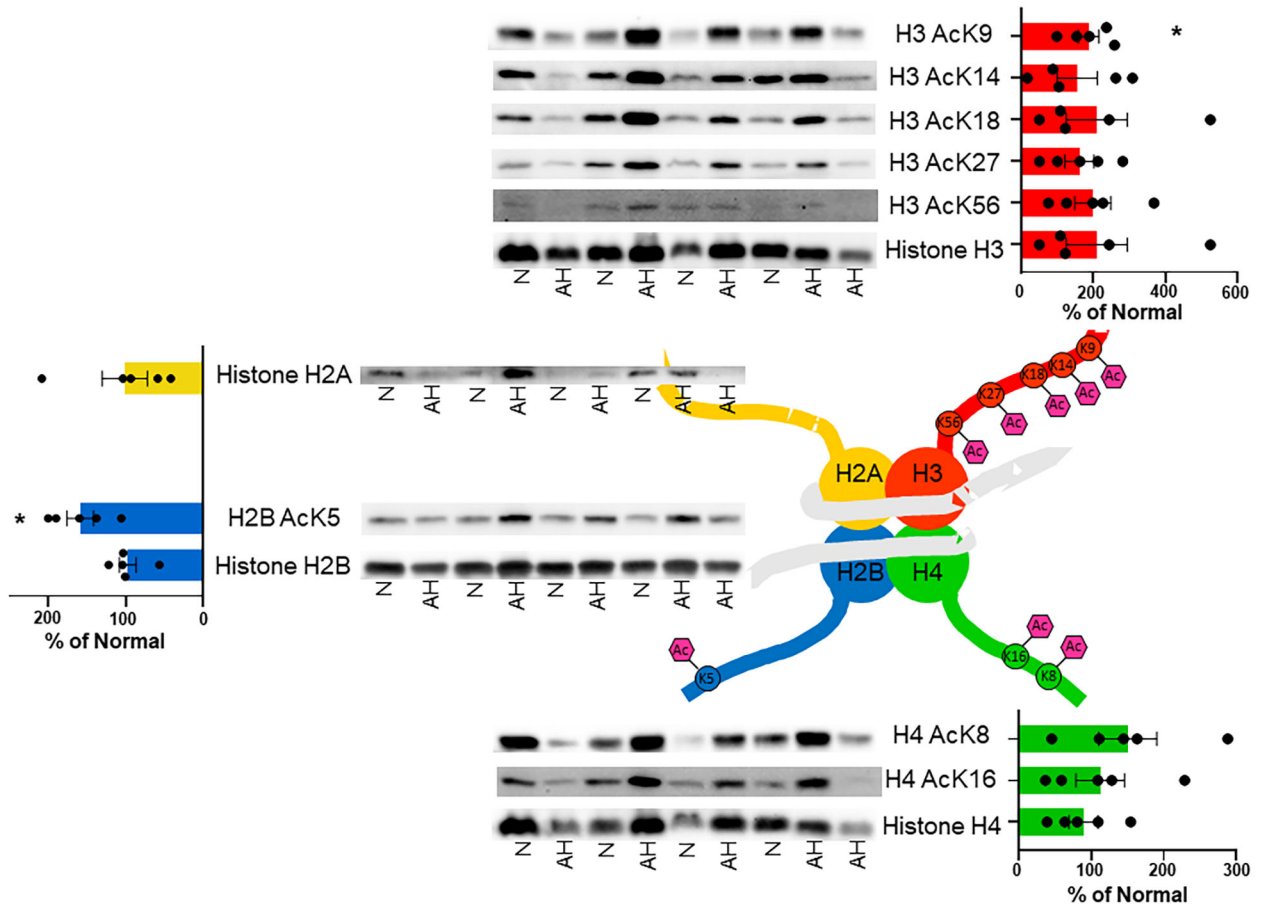 H3 AcK9
*
H3 AcK14
H3 AcK18
H3 AcK27
H3 AcK56
Histone H3
N AH N AH N AH N AH AH
0 200 400 600
% of Normal
Histone H2A
N AH N AH N AH N AH AH
K9
K14
K18
K27
K56
Ac
Ac
Ac
Ac
Ac
H2A H3
*
H2B AcK5
Histone H2B
N AH N AH N AH N AH AH
200 100 0
% of Normal
H2B H4
Ac
K5
Ac
K16
Ac
K8
H4 AcK8
H4 AcK16
Histone H4
N AH N AH N AH N AH AH
0 100 200 300
% of Normal